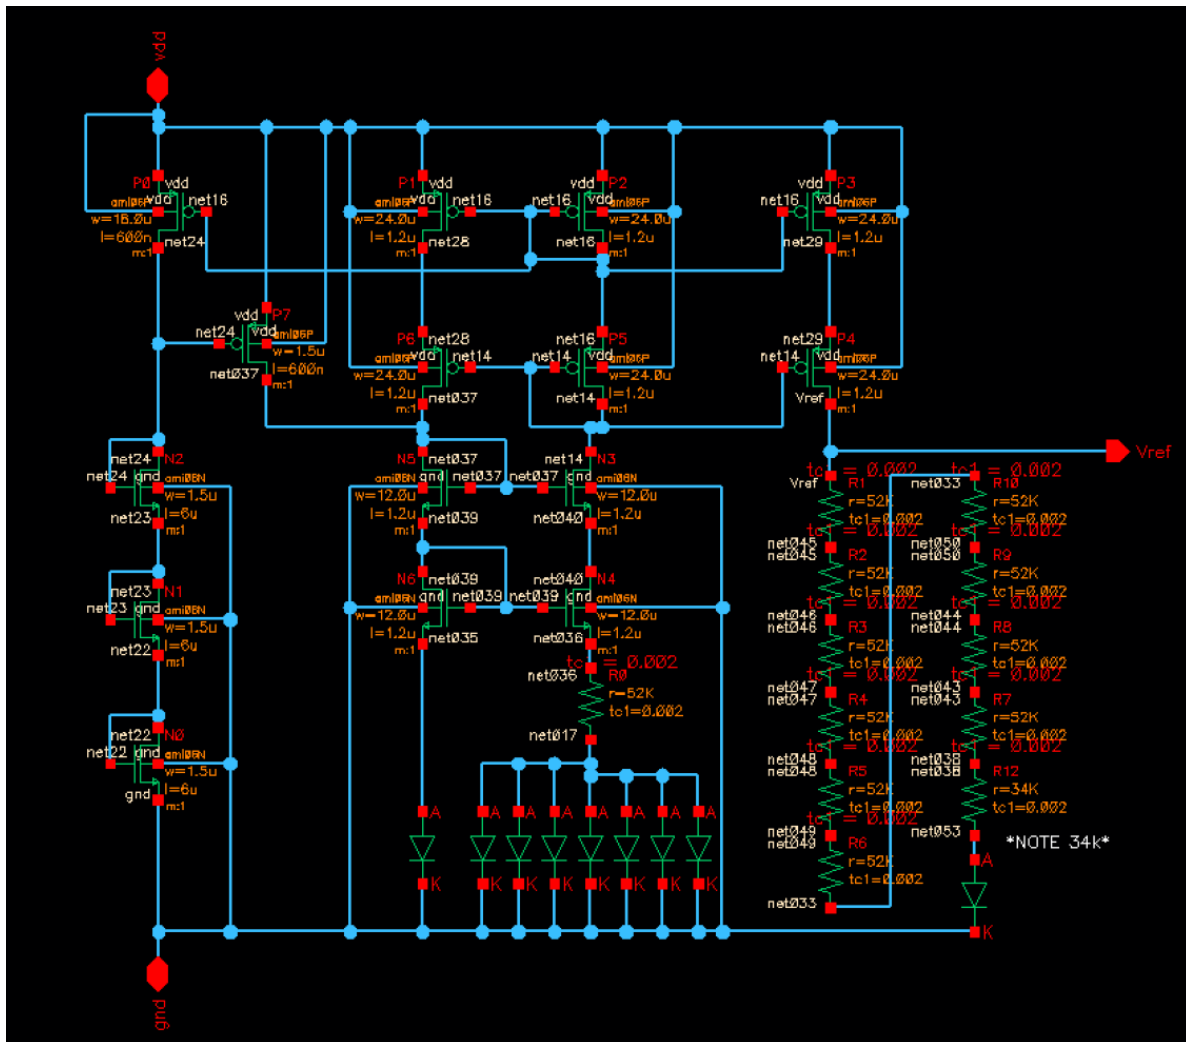 vdd
P0
vdd
vdd
ami06P
w=18.0u
l=600n
m:1
net16
net24
P1
vdd
vdd
ami06P
w=24.0u
l=1.2u
m:1
net16
net28
P2
vdd
vdd
net16
ami06P
w=24.0u
l=1.2u
m:1
net16
P3
vdd
vdd
net16
ami06P
w=24.0u
l=1.2u
m:1
net29
P7
vdd
vdd
net24
ami06P
w=1.5u
l=600n
m:1
net037
P6
net28
vdd
ami06P
w=24.0u
l=1.2u
m:1
net14
net037
P5
net16
vdd
net14
ami06P
w=24.0u
l=1.2u
m:1
net14
P4
net29
vdd
net14
ami06P
w=24.0u
l=1.2u
m:1
Vref
Vref
N2
net24
net24
gnd
ami06N
w=1.5u
l=6u
m:1
net23
N5
net037
gnd
net037
ami06N
w=12.0u
l=1.2u
m:1
net039
N3
net14
gnd
net037
ami06N
w=12.0u
l=1.2u
m:1
net040
N1
net23
net23
gnd
ami06N
w=1.5u
l=6u
m:1
net22
N6
net039
gnd
net039
ami06N
w=12.0u
l=1.2u
m:1
net035
N4
net040
gnd
net039
ami06N
w=12.0u
l=1.2u
m:1
net036
N0
net22
net22
gnd
ami06N
w=1.5u
l=6u
m:1
gnd
tc1 = 0.002
net036
R0
r=52K
tc1=0.002
net017
tc1 = 0.002
Vref
R1
r=52K
tc1=0.002
net045
tc1 = 0.002
net045
R2
r=52K
tc1=0.002
net046
tc1 = 0.002
net046
R3
r=52K
tc1=0.002
net047
tc1 = 0.002
net047
R4
r=52K
tc1=0.002
net048
tc1 = 0.002
net048
R5
r=52K
tc1=0.002
net049
tc1 = 0.002
net049
R6
r=52K
tc1=0.002
net033
tc1 = 0.002
net033
R10
r=52K
tc1=0.002
net050
tc1 = 0.002
net050
R9
r=52K
tc1=0.002
net044
tc1 = 0.002
net044
R8
r=52K
tc1=0.002
net043
tc1 = 0.002
net043
R7
r=52K
tc1=0.002
net038
tc1 = 0.002
net038
R12
r=34K
tc1=0.002
net053
*NOTE 34k*
A
A
A
A
A
A
A
A
A
K
K
K
K
K
K
K
K
K
gnd